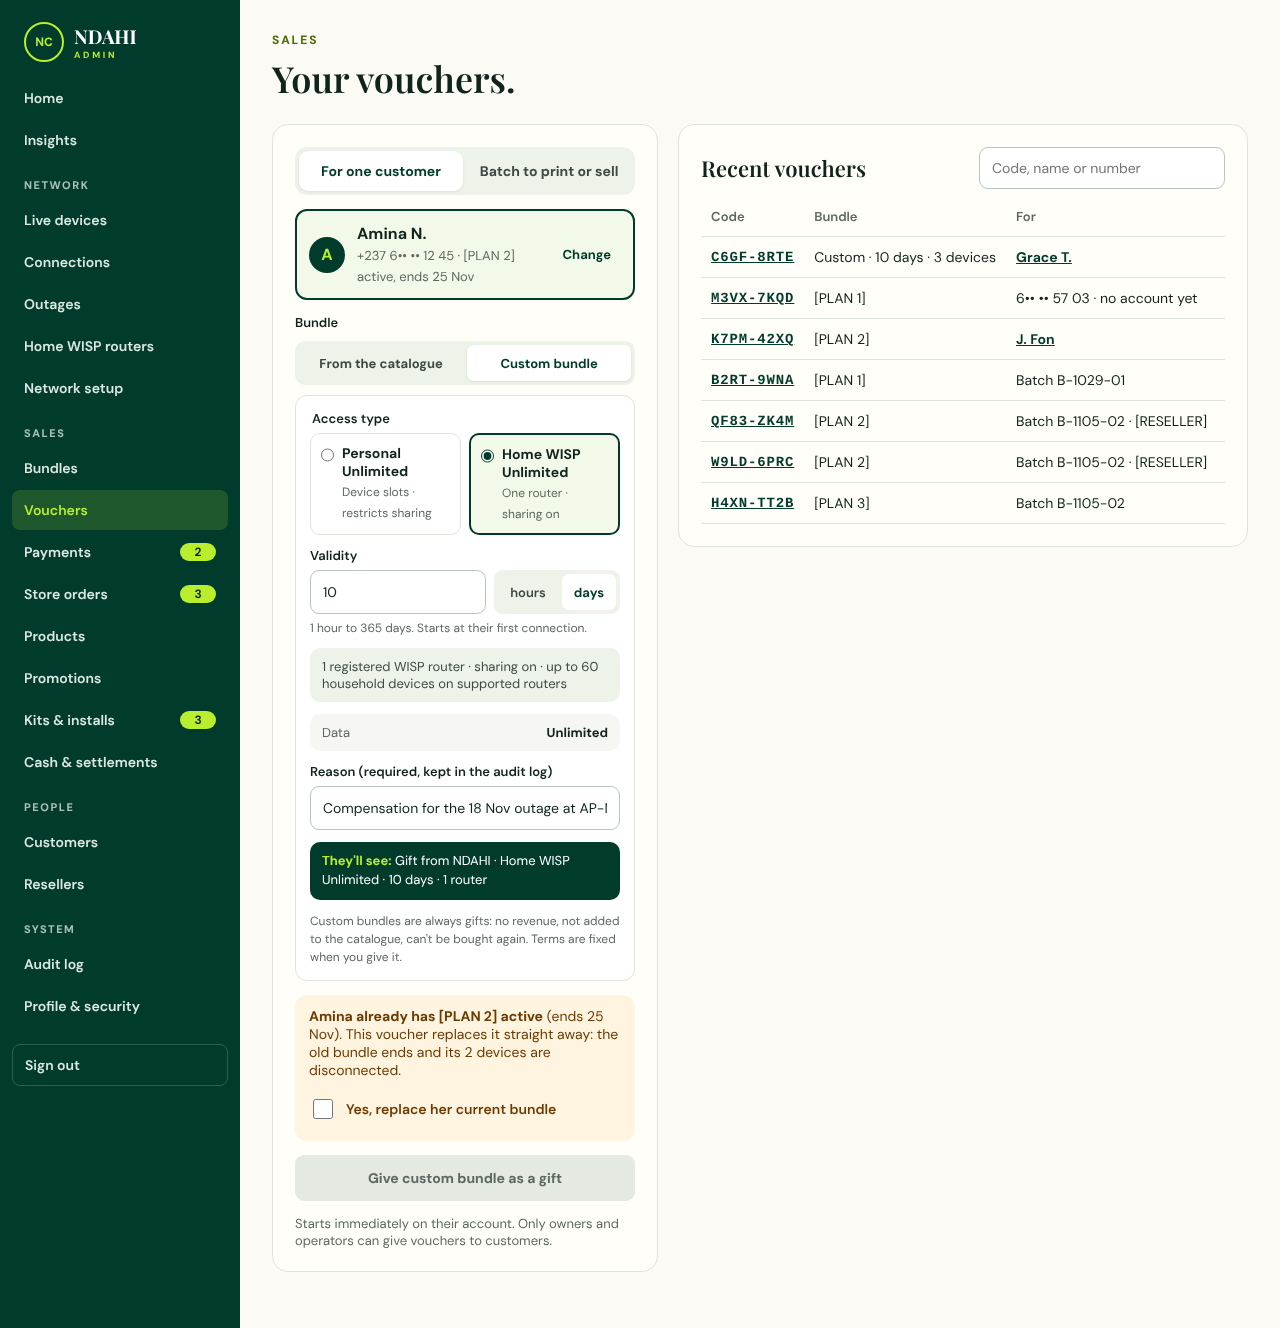 NC
NDAHI
ADMIN
Home
Insights
NETWORK
Live devices
Connections
Outages
Home WISP routers
Network setup
SALES
Bundles
Vouchers
Payments 2
Store orders 3
Products
Promotions
Kits & installs 3
Cash & settlements
PEOPLE
Customers
Resellers
SYSTEM
Audit log
Profile & security
Sign out
SALES
Your vouchers.
For one customer Batch to print or sell
A
Amina N.
+237 6•• •• 12 45 · [PLAN 2]
active, ends 25 Nov
Change
Bundle
From the catalogue Custom bundle
Access type
Personal
Unlimited
Device slots ·
restricts sharing
Home WISP
Unlimited
One router ·
sharing on
Validity
10 hours days
1 hour to 365 days. Starts at their first connection.
1 registered WISP router · sharing on · up to 60
household devices on supported routers
Data Unlimited
Reason (required, kept in the audit log)
Compensation for the 18 Nov outage at AP-
They'll see: Gift from NDAHI · Home WISP
Unlimited · 10 days · 1 router
Custom bundles are always gifts: no revenue, not added
to the catalogue, can't be bought again. Terms are fixed
when you give it.
Amina already has [PLAN 2] active (ends 25
Nov). This voucher replaces it straight away: the
old bundle ends and its 2 devices are
disconnected.
Yes, replace her current bundle
Give custom bundle as a gift
Starts immediately on their account. Only owners and
operators can give vouchers to customers.
Recent vouchers
Code, name or number
Code Bundle For
C6GF-8RTE Custom · 10 days · 3 devices Grace T.
M3VX-7KQD [PLAN 1] 6•• •• 57 03 · no account yet
K7PM-42XQ [PLAN 2] J. Fon
B2RT-9WNA [PLAN 1] Batch B-1029-01
QF83-ZK4M [PLAN 2] Batch B-1105-02 · [RESELLER]
W9LD-6PRC [PLAN 2] Batch B-1105-02 · [RESELLER]
H4XN-TT2B [PLAN 3] Batch B-1105-02